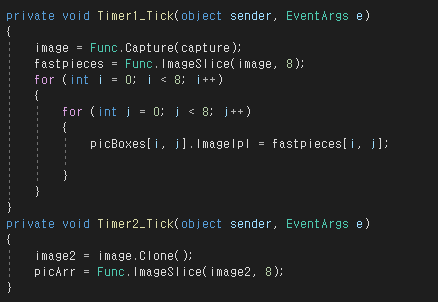 private void Timer1_Tick(object sender, EventArgs e)
{
image = Func.Capture(capture);
fastpieces = Func.ImageSlice(image, 8);
for (int i = 0; i < 8; i++)
{
for (int j = 0; j < 8; j++)
{
picBoxes[i, j].ImageIpl = fastpieces[i, j];
}
}
}
private void Timer2_Tick(object sender, EventArgs e)
{
image2 = image.Clone();
picArr = Func.ImageSlice(image2, 8);
}